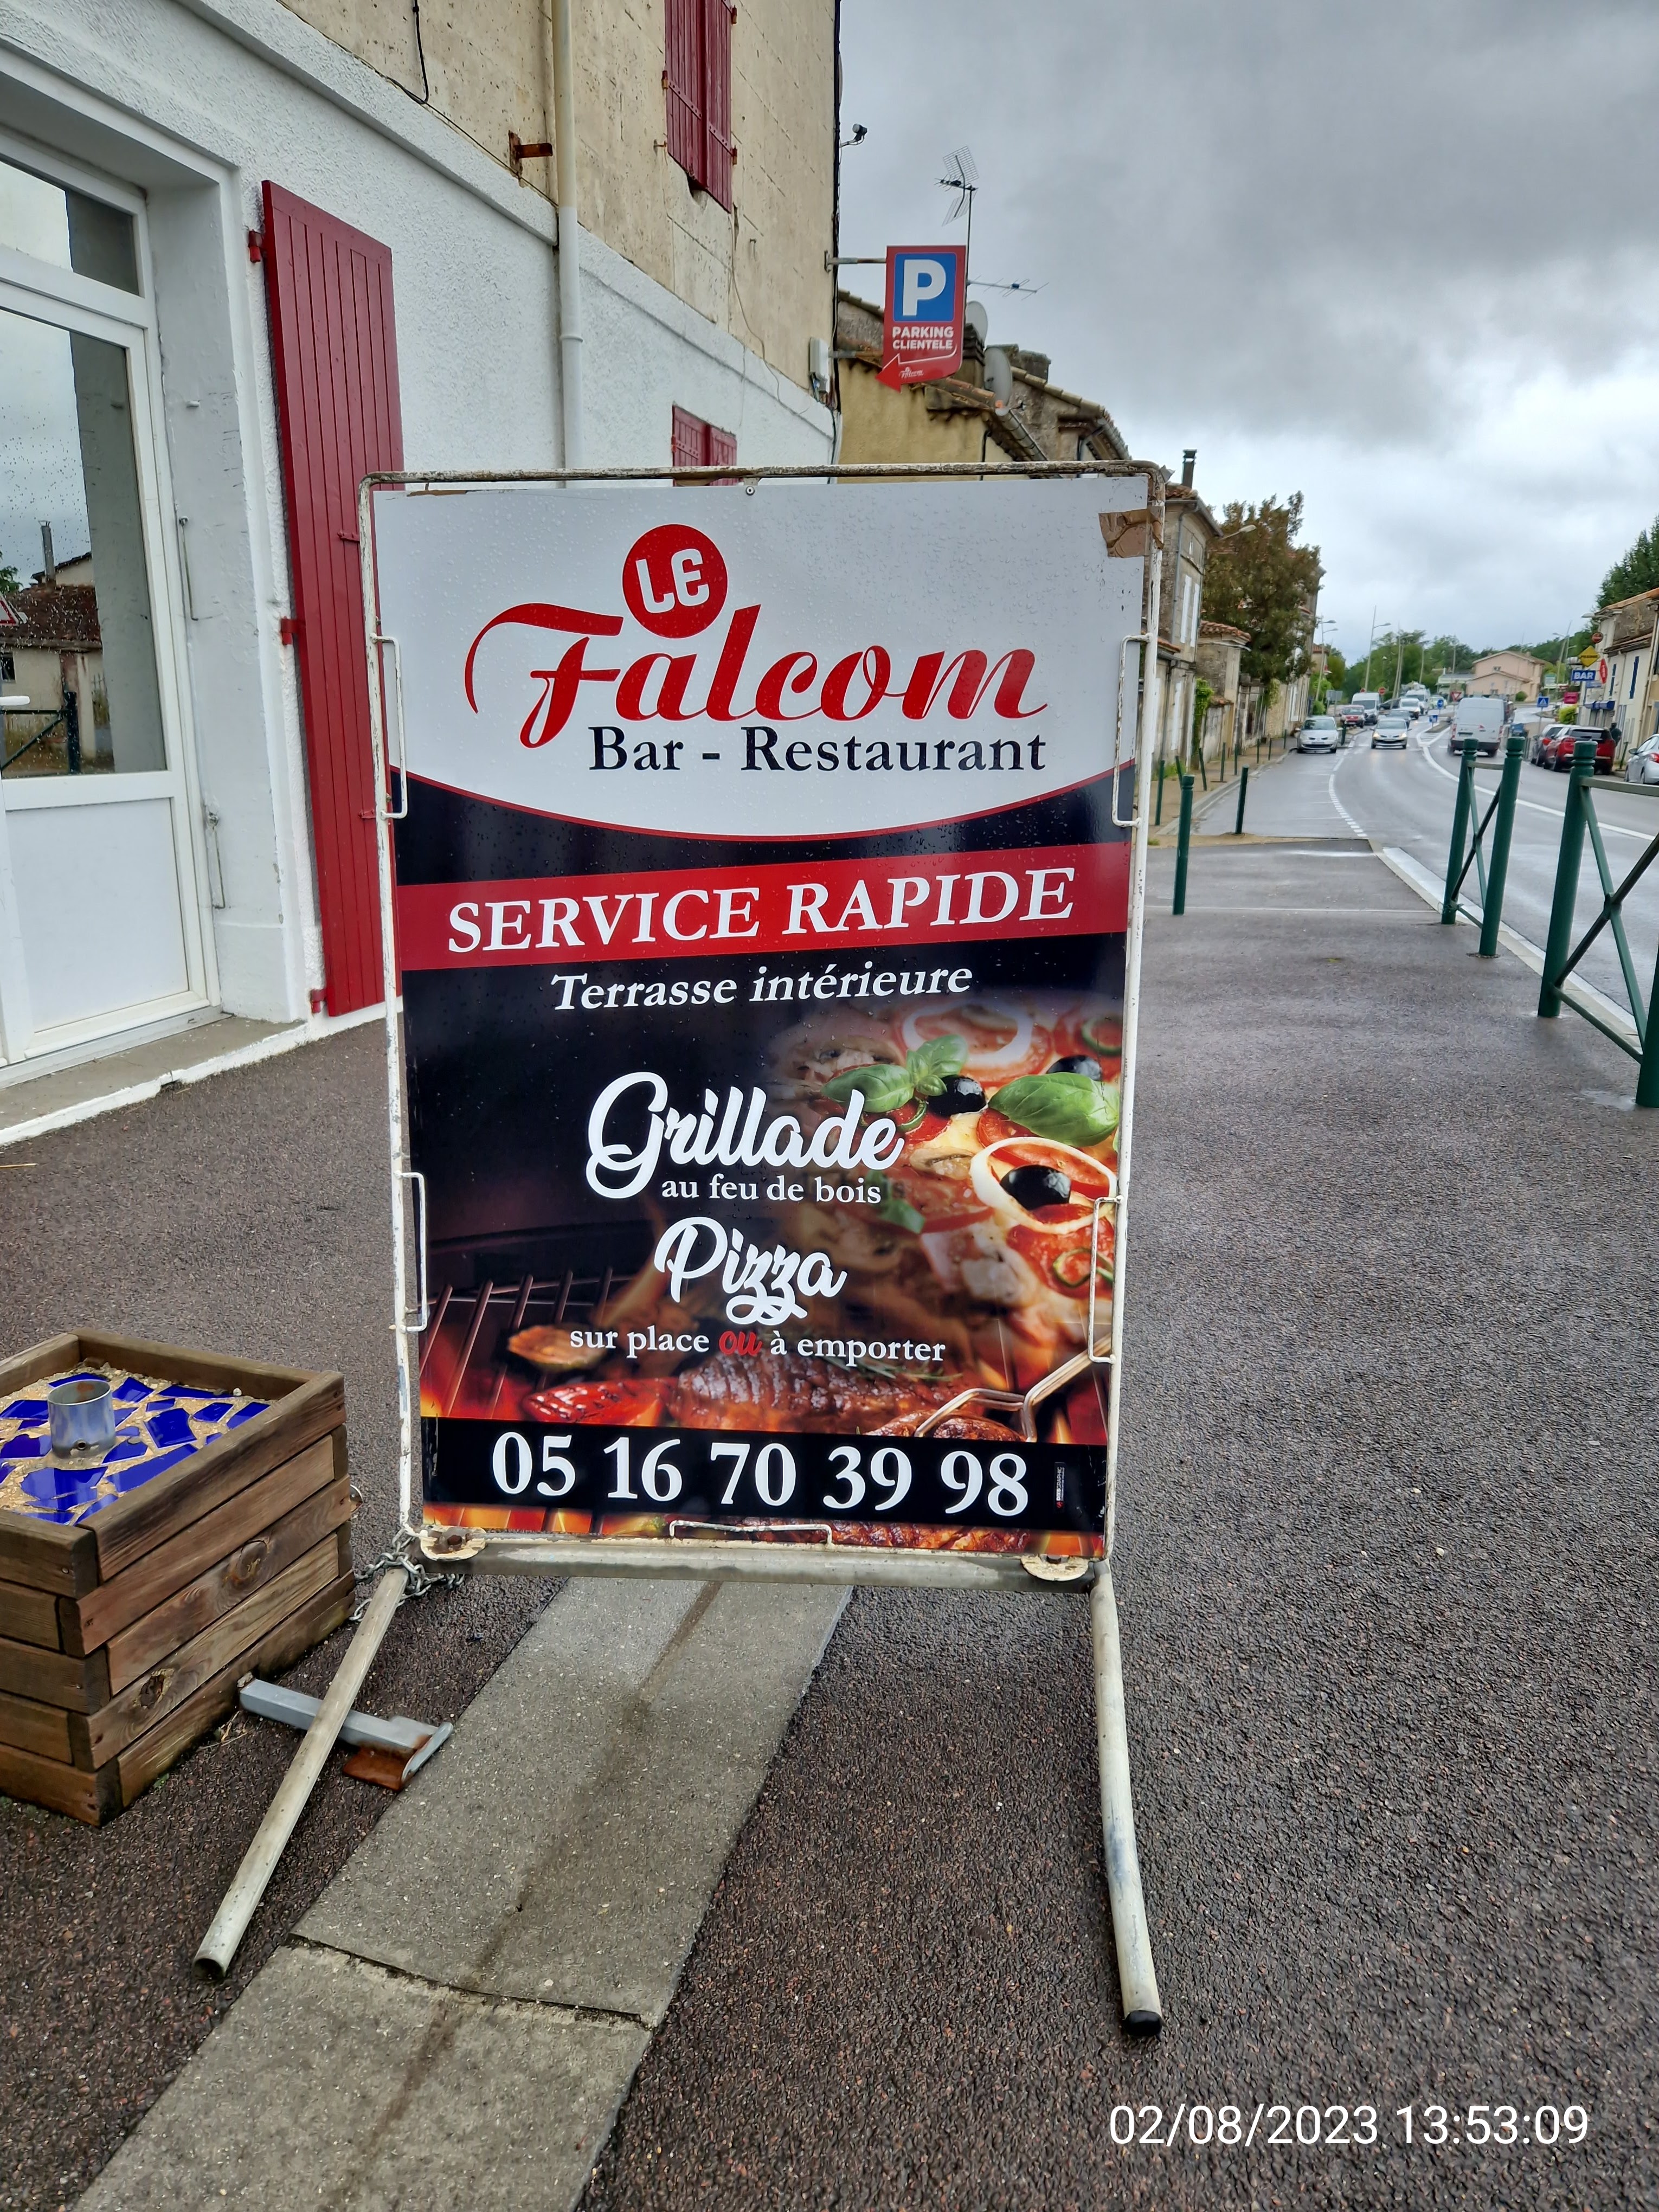 P
PARKING
CLIENTELE
Falcom
LE
Falcom
Bar - Restaurant
BAR
SERVICE RAPIDE
Terrasse intérieure
Grillade
au feu de bois
Pizza
sur place ou à emporter
05 16 70 39 98
02/08/2023 13:53:09